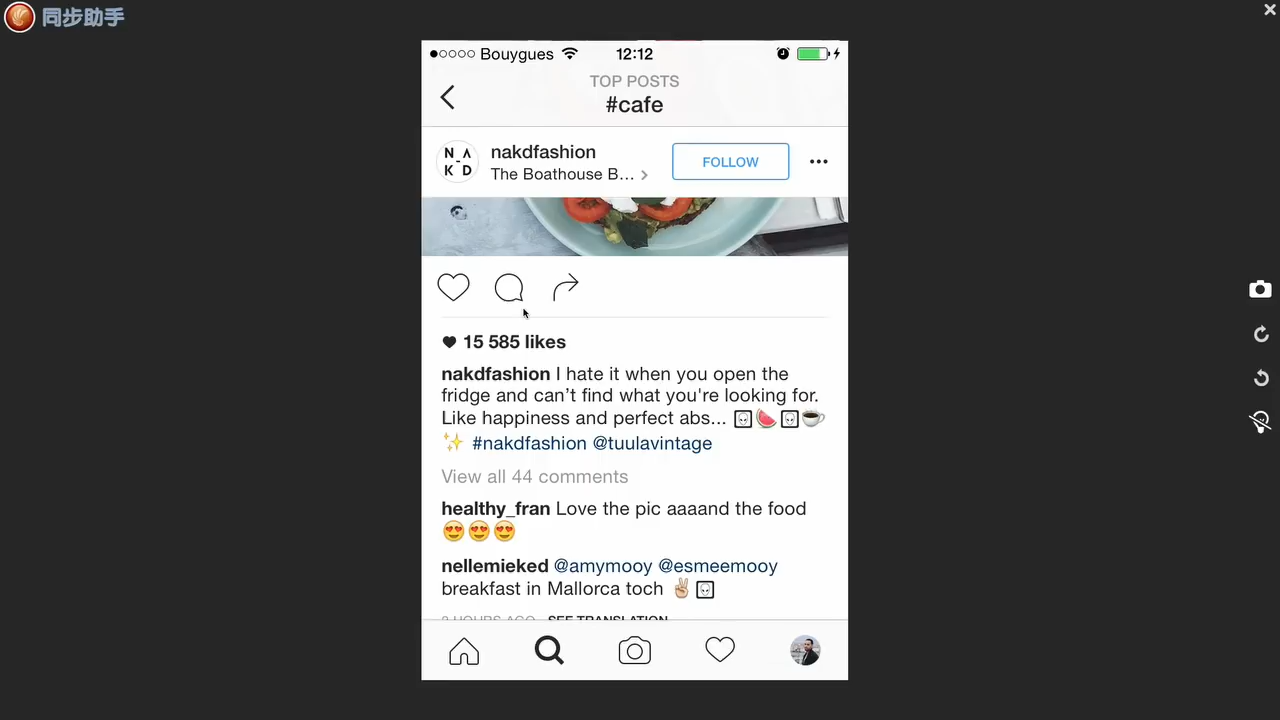 同步助手
Bouygues 12:12
TOP POSTS
#cafe
N A
K D
nakdfashion
The Boathouse B...
FOLLOW
15 585 likes
nakdfashion I hate it when you open the
fridge and can’t find what you're looking for.
Like happiness and perfect abs... 🍉☕
✨ #nakdfashion @tuulavintage
View all 44 comments
healthy_fran Love the pic aaaand the food
😍😍😍
nellemieked @amymooy @esmeemooy
breakfast in Mallorca toch ✌🏼
HOURS AGO SEE TRANSLATION